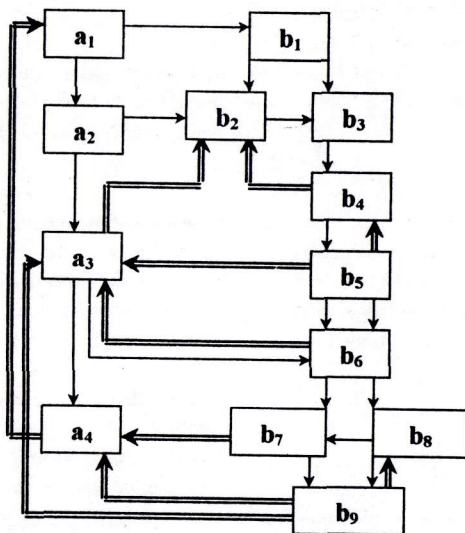 a₁ b₁
a₂ b₂ b₃
b₄
a₃ b₅
b₆
a₄ b₇ b₈
b₉